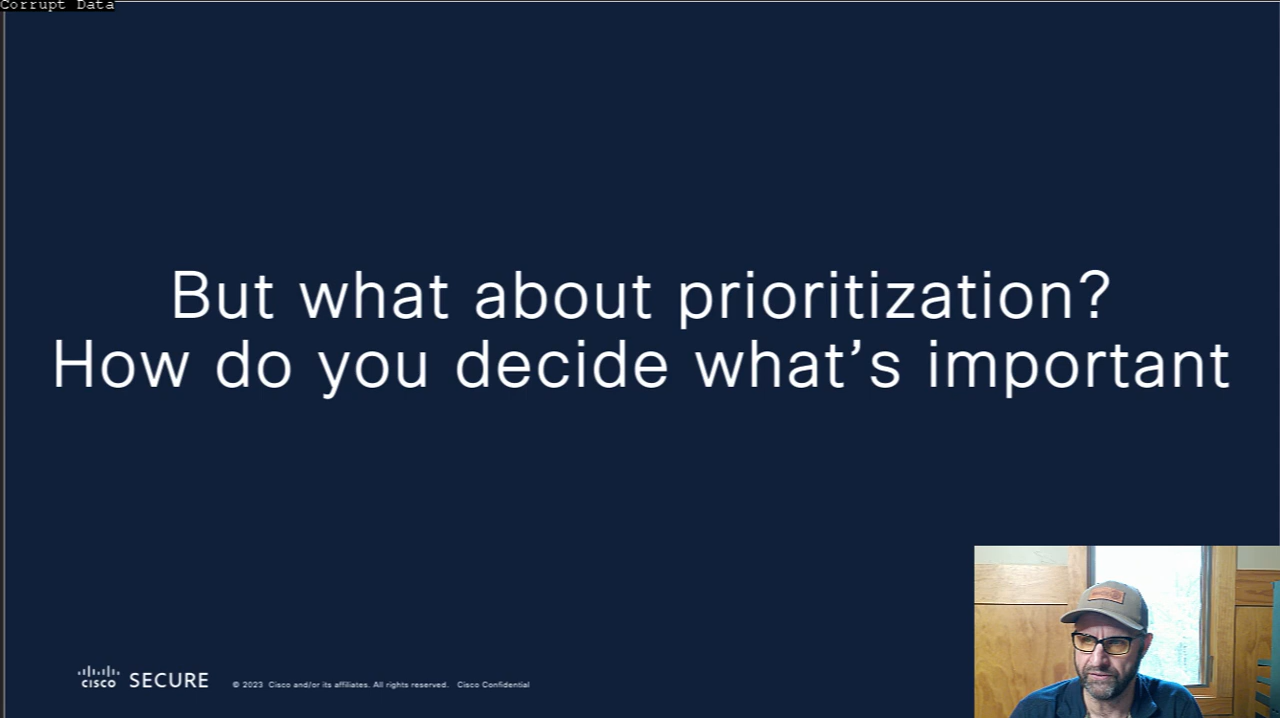 Corrupt Data
But what about prioritization?
How do you decide what’s important
cisco SECURE
© 2023 Cisco and/or its affiliates. All rights reserved. Cisco Confidential